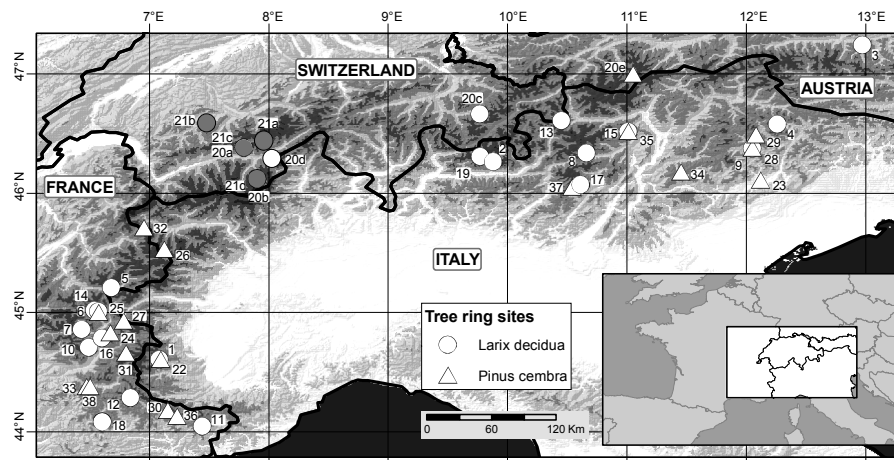 6°E 7°E 8°E 9°E 10°E 11°E 12°E 13°E
47°N
46°N
45°N
44°N
SWITZERLAND
AUSTRIA
FRANCE
ITALY
3
20e
21b
21a
20c
21c
20a
13
15
35
4
29
28
9
2
20d
19
8
21d
20b
37
17
34
23
32
26
5
14
6
25
7
27
24
10
16
31
1
22
33
38
12
18
30
36
11
Tree ring sites
Larix decidua
Pinus cembra
0 60 120 Km